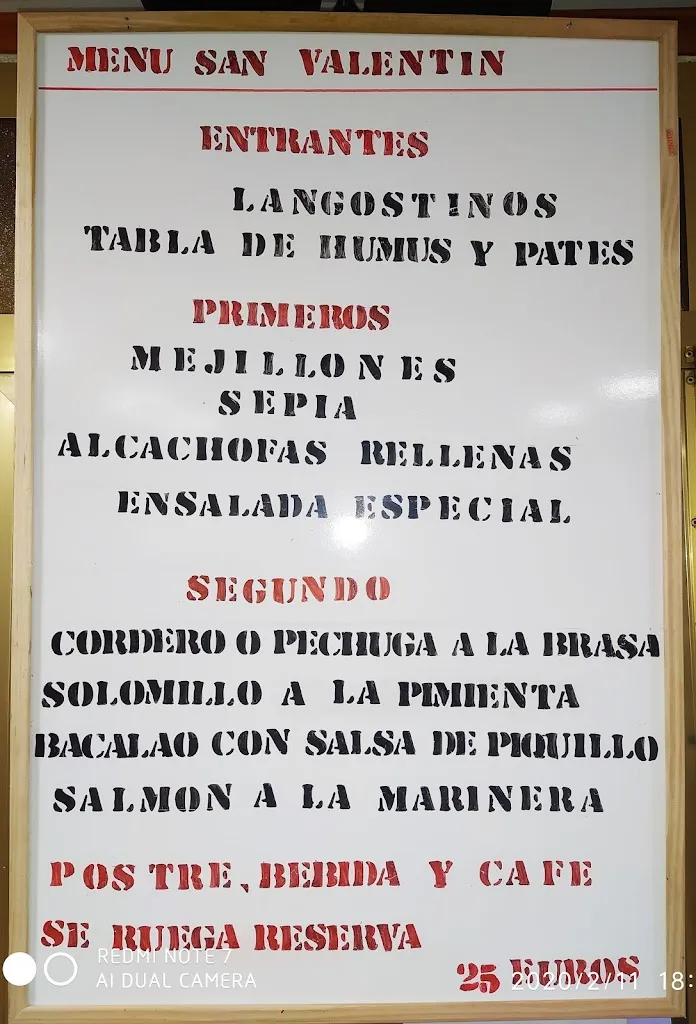 MENU SAN VALENTIN
ENTRANTES
LANGOSTINOS
TABLA DE HUMUS Y PATES
PRIMEROS
MEJILLONES
SEPIA
ALCACHOFAS RELLENAS
ENSALADA ESPECIAL
SEGUNDO
CORDERO O PECHUGA A LA BRASA
SOLOMILLO A LA PIMIENTA
BACALAO CON SALSA DE PIQUILLO
SALMON A LA MARINERA
POSTRE, BEBIDA Y CAFE
SE RUEGA RESERVA
25 EUROS
REDMI NOTE 7
AI DUAL CAMERA
2020/2/11 18: